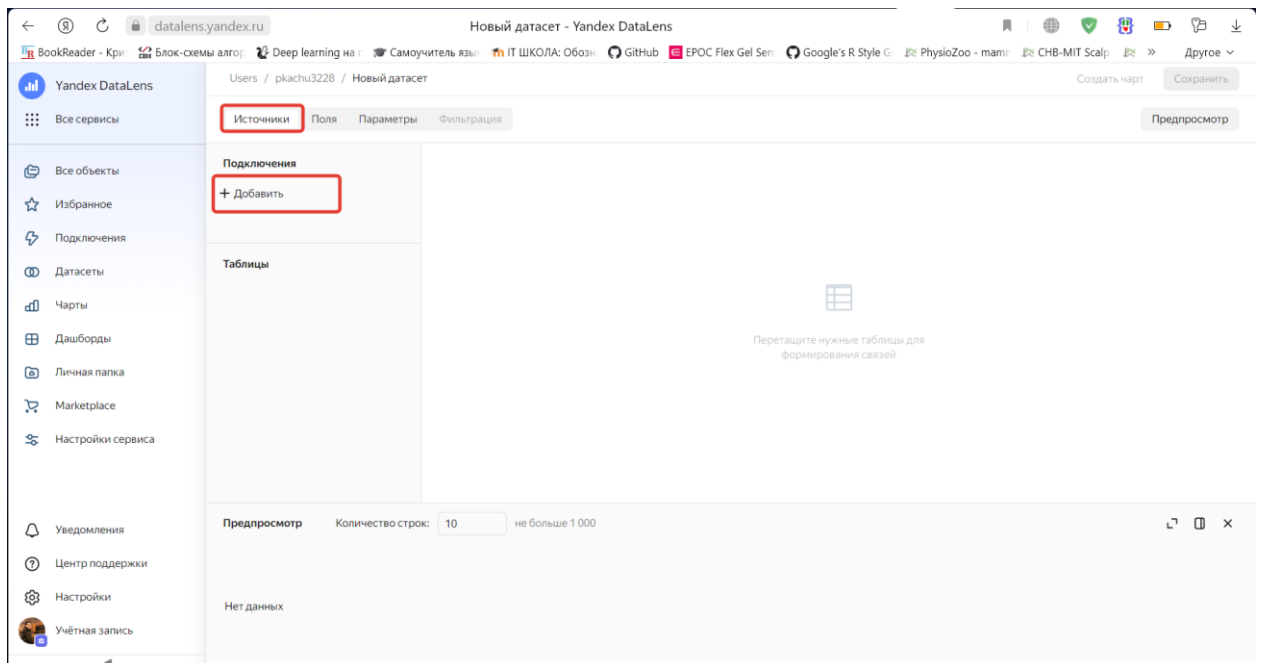 datalens.yandex.ru Новый датасет - Yandex DataLens
BookReader - Кри Блок-схемы алгор Deep learning на Самоучитель язы IT ШКОЛА: Обозн GitHub EPOC Flex Gel Sen Google's R Style G PhysioZoo - mamm CHB-MIT Scalp » Другое
Yandex DataLens
Users / pkachu3228 / Новый датасет
Создать чарт Сохранить
Все сервисы
Источники Поля Параметры Фильтрация
Предпросмотр
Все объекты
Избранное
Подключения
Датасеты
Чарты
Дашборды
Личная папка
Marketplace
Настройки сервиса
Уведомления
Центр поддержки
Настройки
Учётная запись
Подключения
+ Добавить
Таблицы
Перетащите нужные таблицы для
формирования связей
Предпросмотр Количество строк: 10 не больше 1 000
Нет данных